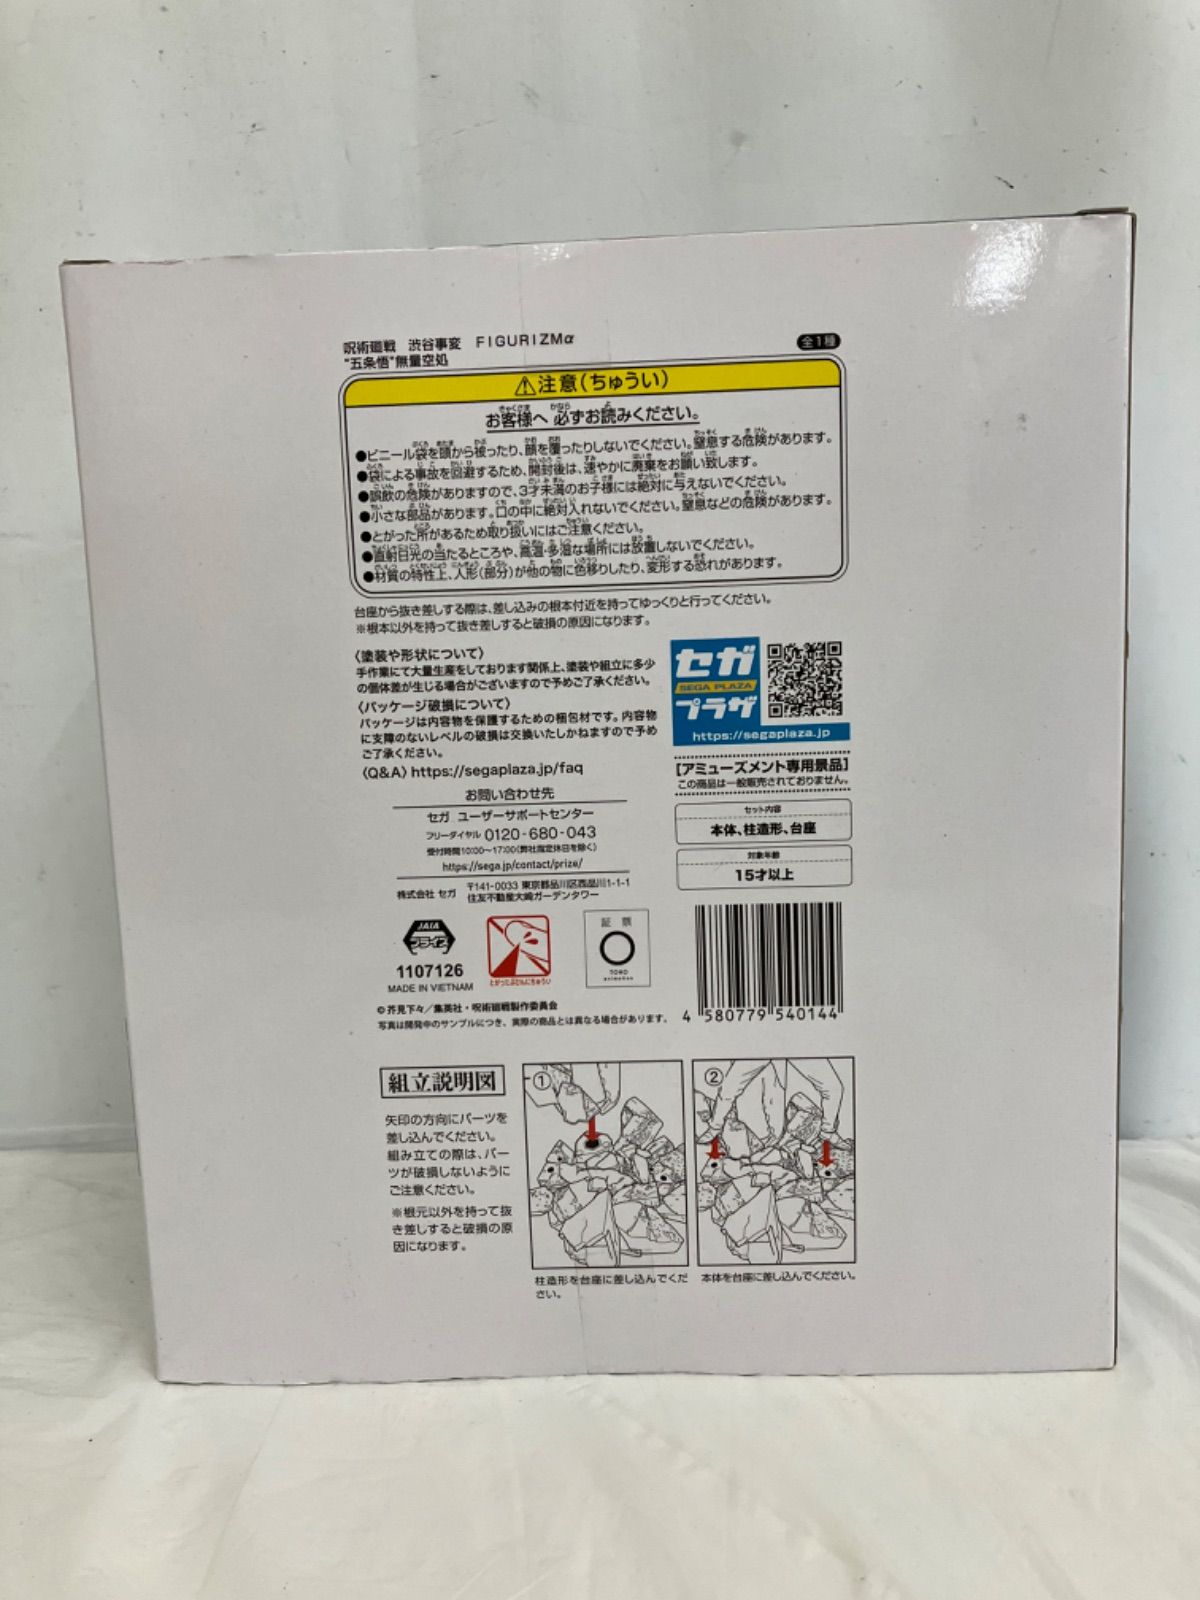 呪術廻戦 渋谷事変 FIGURIZMα
"五条悟"無量空処
全1種
⚠注意(ちゅうい)
お客様へ 必ずお読みください。
●ビニール袋を頭から被ったり、顔を覆ったりしないでください。窒息する危険があります。
●袋による事故を回避するため、開封後は、速やかに廃棄をお願い致します。
●誤飲の危険がありますので、3才未満のお子様には絶対に与えないでください。
●小さな部品があります。口の中に絶対入れないでください。窒息などの危険があります。
●とがった所があるため取り扱いにはご注意ください。
●直射日光の当たるところや、高温・多湿な場所には放置しないでください。
●材質の特性上、人形(部分)が他の物に色移りしたり、変形する恐れがあります。
台座から抜き差しする際は、差し込みの根本付近を持ってゆっくりと行ってください。
※根本以外を持って抜き差しすると破損の原因になります。
〈塗装や形状について〉
手作業にて大量生産をしております関係上、塗装や組立に多少
の個体差が生じる場合がございますので予めご了承ください。
〈パッケージ破損について〉
パッケージは内容物を保護するための梱包材です。内容物
に支障のないレベルの破損は交換いたしかねますので予め
ご了承ください。
〈Q&A〉https://segaplaza.jp/faq
お問い合わせ先
セガ ユーザーサポートセンター
フリーダイヤル 0120-680-043
受付時間10:00〜17:00(弊社指定休日を除く)
https://sega.jp/contact/prize/
株式会社 セガ
〒141-0033 東京都品川区西品川1-1-1
住友不動産大崎ガーデンタワー
セガ
SEGA PLAZA
プラザ
https://segaplaza.jp
[アミューズメント専用景品]
この商品は一般販売されておりません。
セット内容
本体、柱造形、台座
対象年齢
15才以上
JAIA
プライズ
1107126
MADE IN VIETNAM
とがったぶひんにちゅうい
証票
TOHO
animation
©芥見下々／集英社・呪術廻戦製作委員会
写真は開発中のサンプルにつき、実際の商品とは異なる場合があります。
4 580779 540144
組立説明図
矢印の方向にパーツを
差し込んでください。
組み立ての際は、パー
ツが破損しないように
ご注意ください。
※根元以外を持って抜
き差しすると破損の原
因になります。
①
柱造形を台座に差し込んでくだ
さい。
②
本体を台座に差し込んでください。